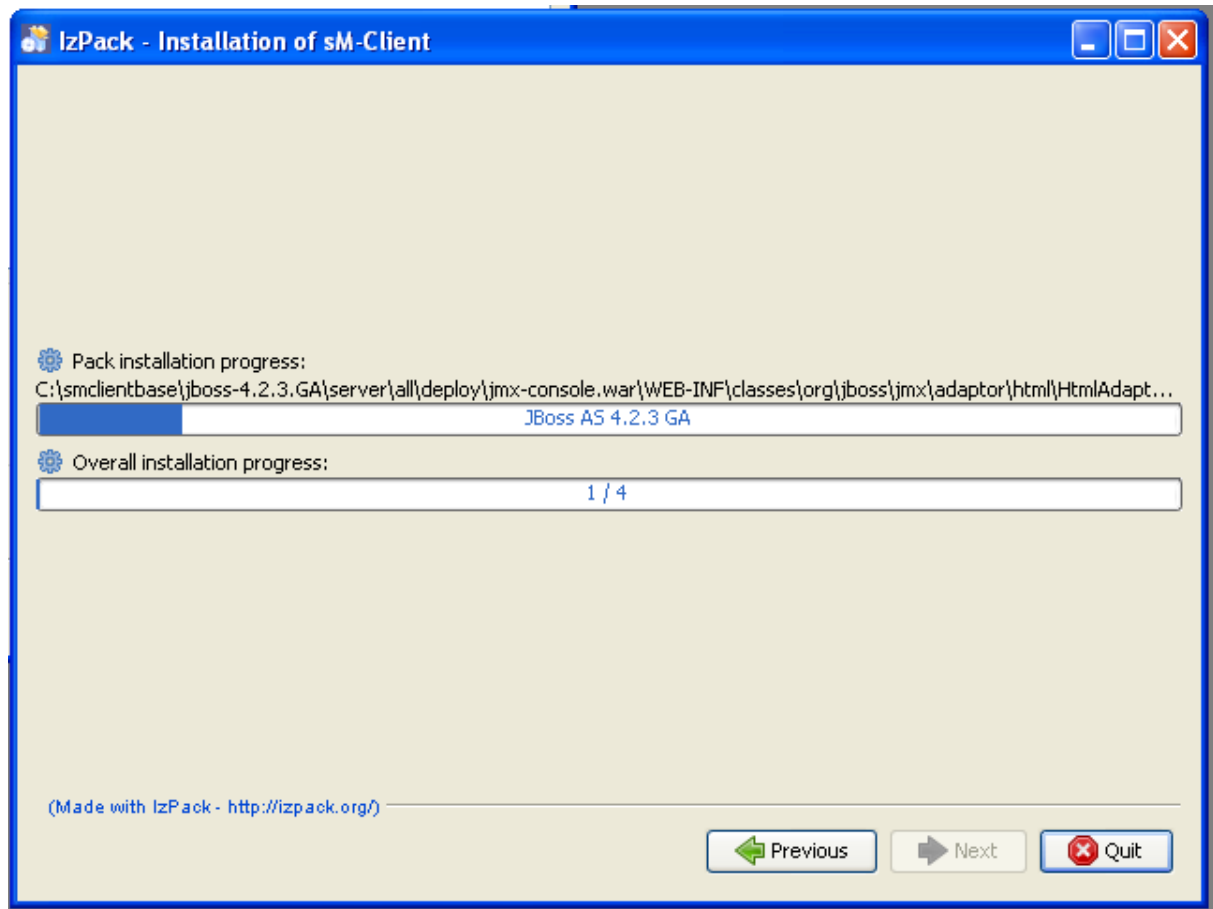 IzPack - Installation of sM-Client
Pack installation progress:
C:\smclientbase\jboss-4.2.3.GA\server\all\deploy\jmx-console.war\WEB-INF\classes\org\jboss\jmx\adaptor\html\HtmlAdapt...
JBoss AS 4.2.3 GA
Overall installation progress:
1 / 4
(Made with IzPack - http://izpack.org/)
Previous Next Quit